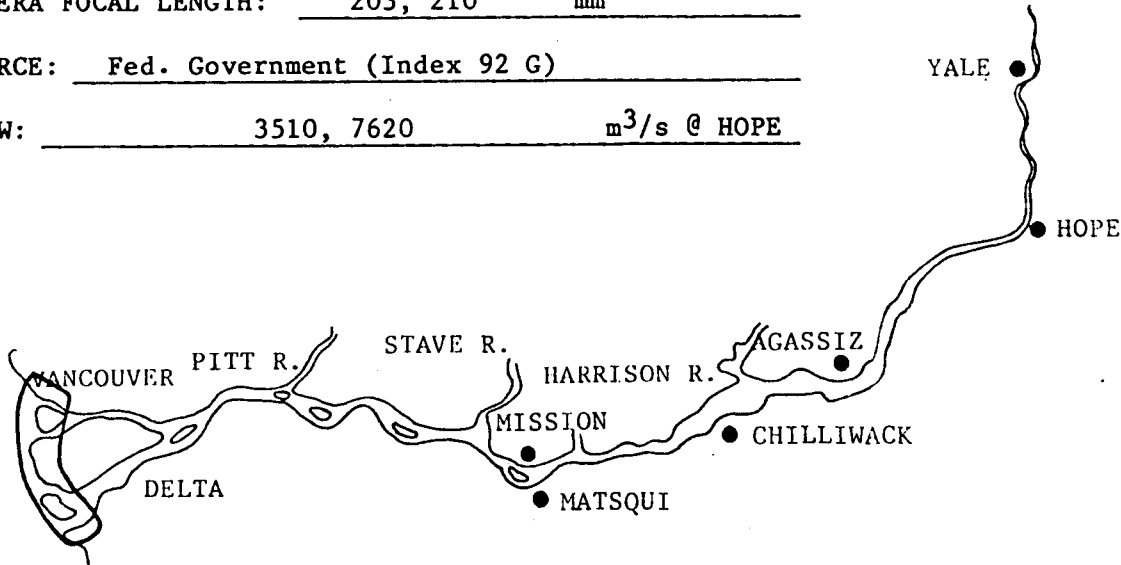 ERA FOCAL LENGTH: 203, 210 mm
RCE: Fed. Government (Index 92 G)
W: 3510, 7620 m3/s @ HOPE
YALE
HOPE
AGASSIZ
STAVE R.
PITT R.
HARRISON R.
VANCOUVER
MISSION
CHILLIWACK
DELTA
MATSQUI